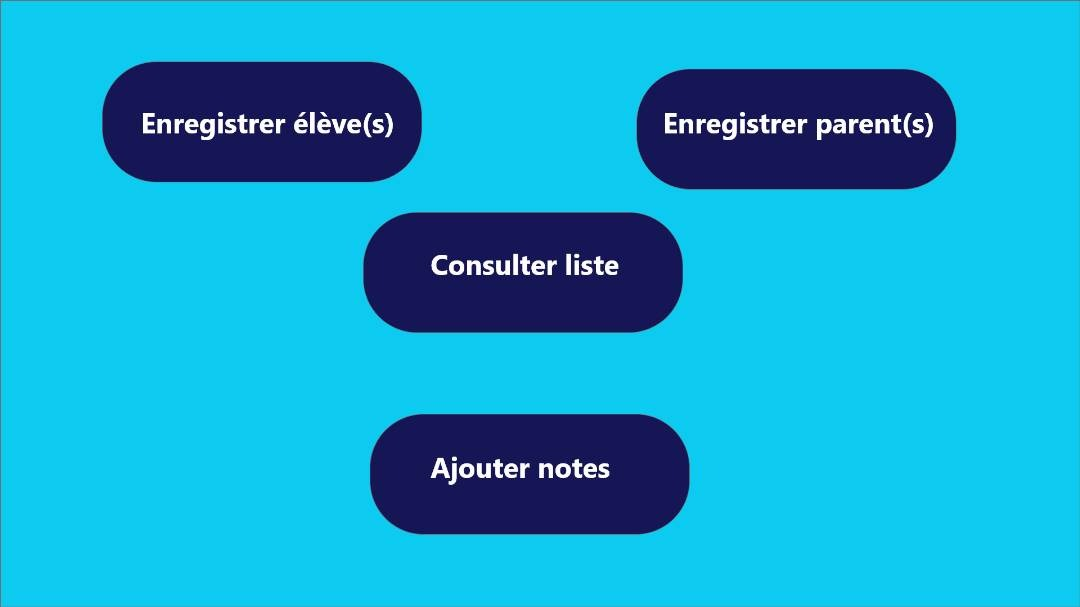 Enregistrer élève(s)
Enregistrer parent(s)
Consulter liste
Ajouter notes